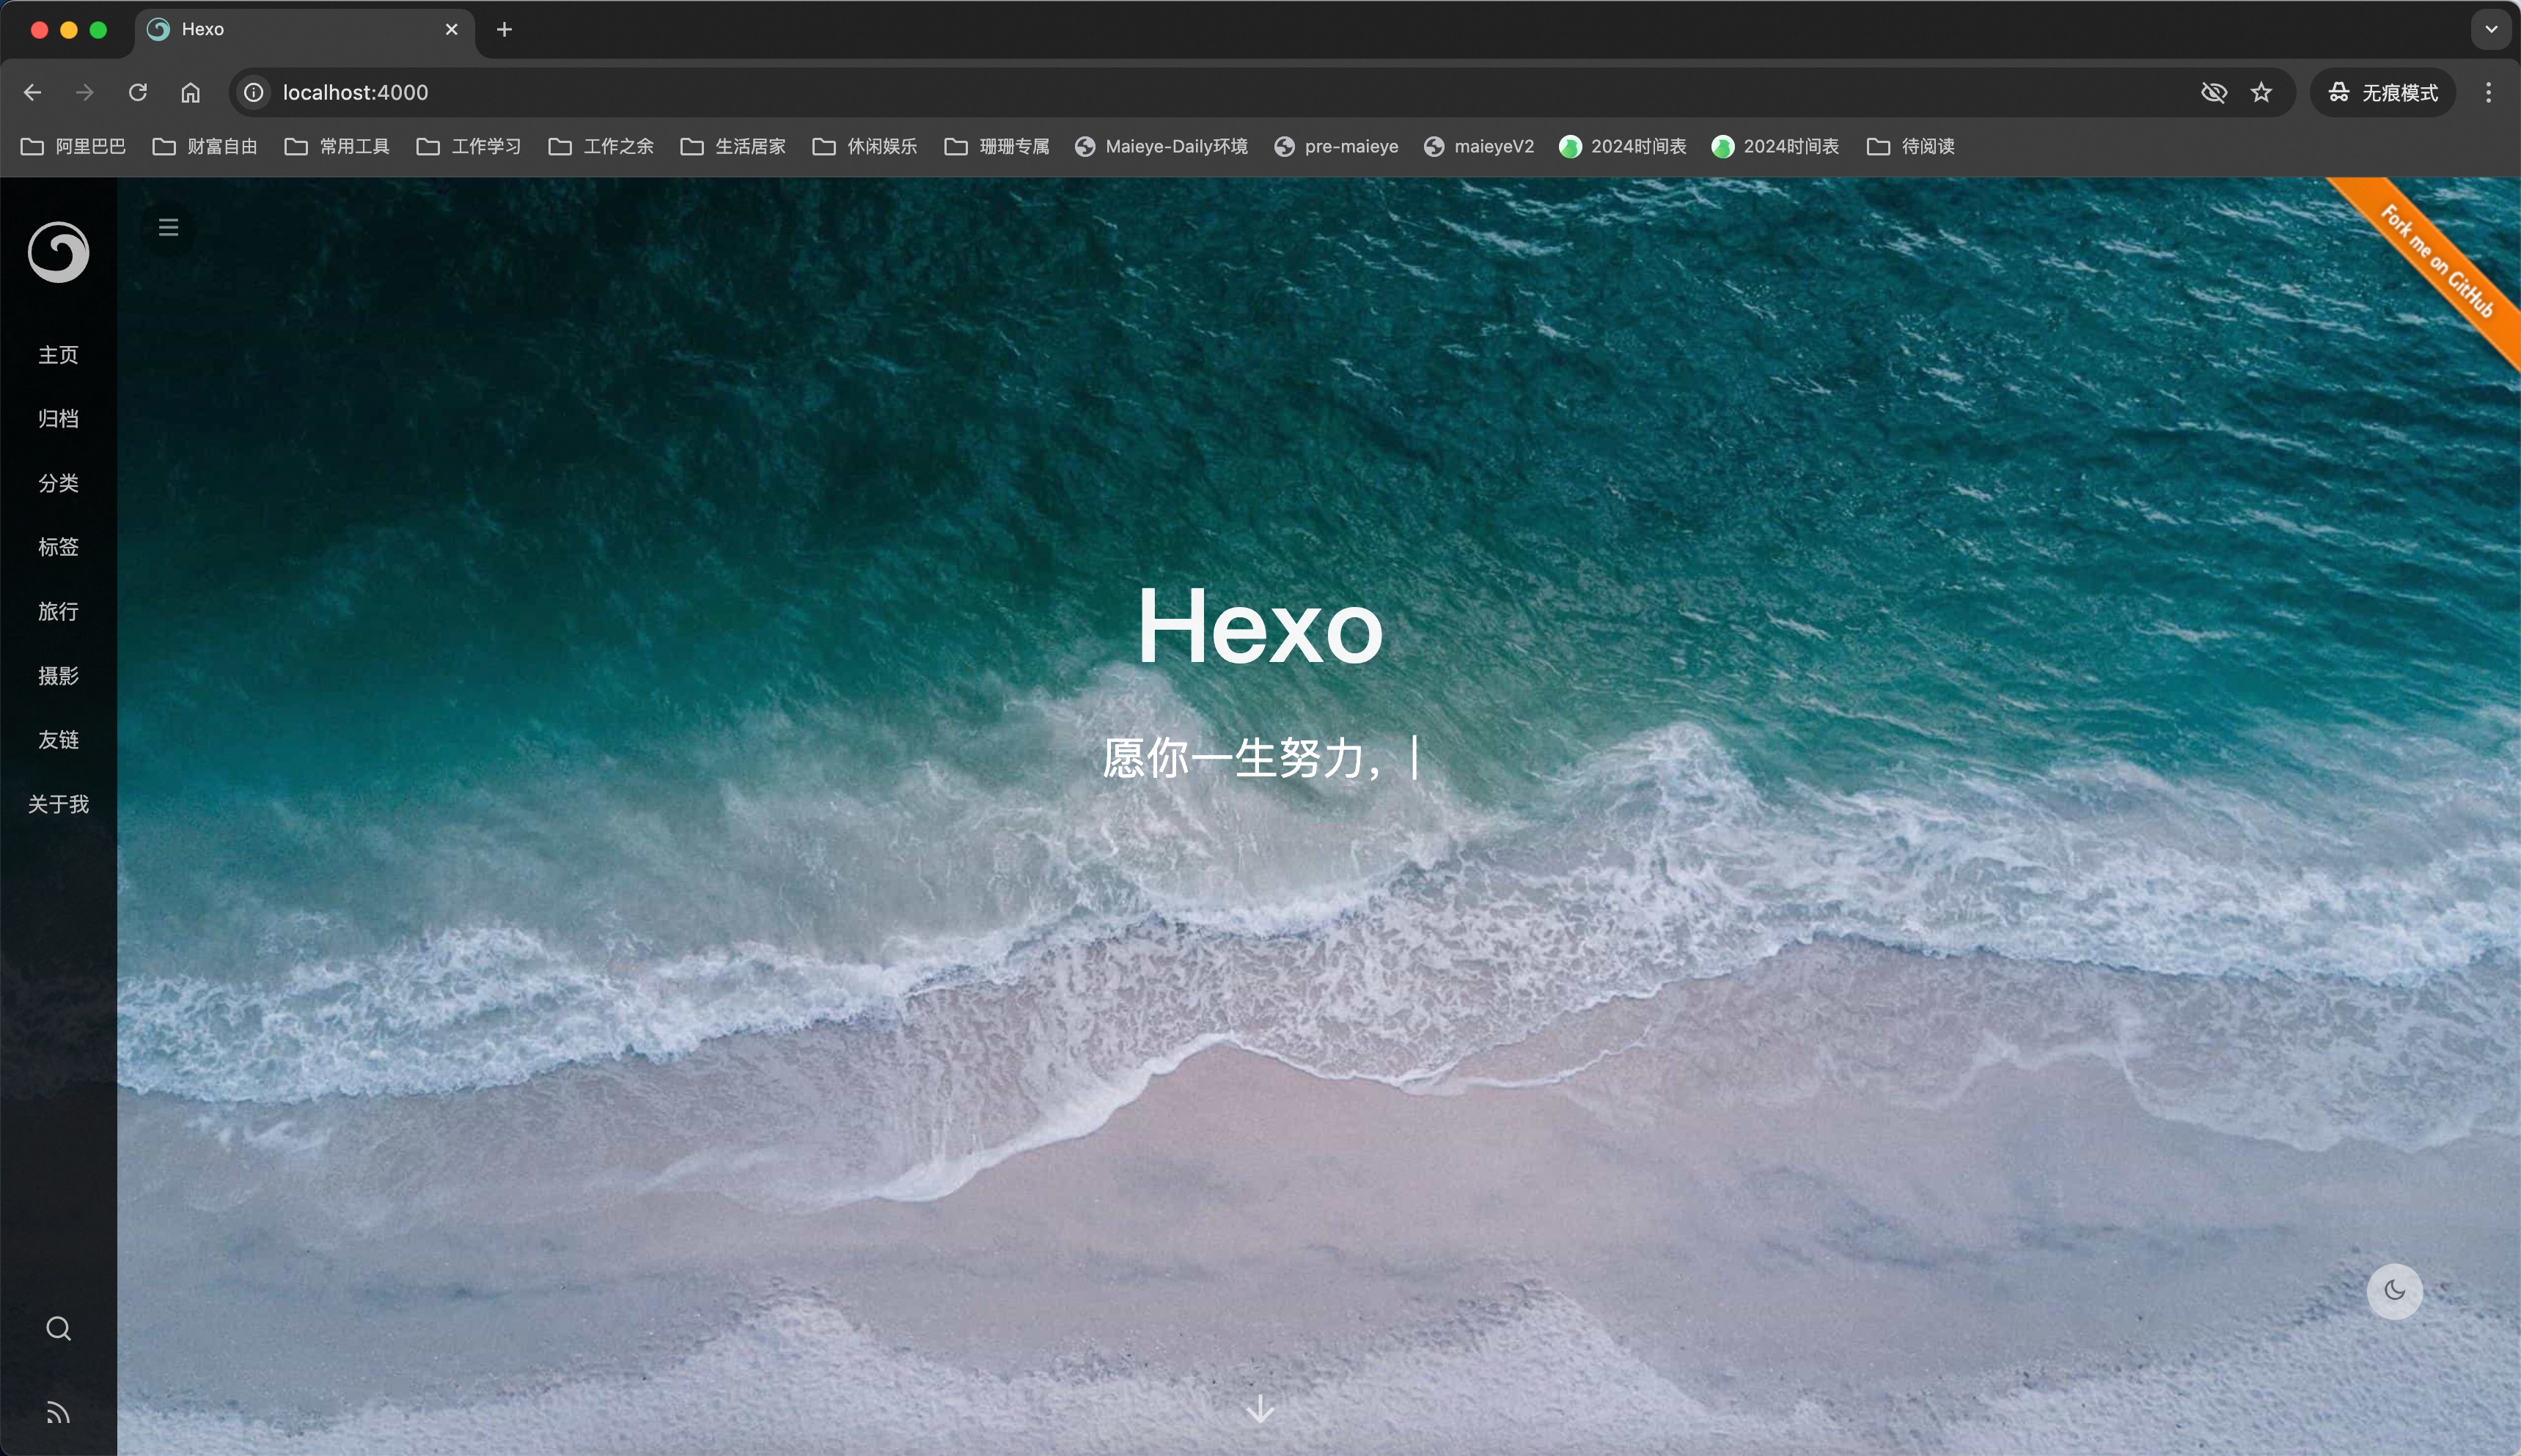 Hexo
localhost:4000
无痕模式
阿里巴巴 财富自由 常用工具 工作学习 工作之余 生活居家 休闲娱乐 珊珊专属 Maieye-Daily环境 pre-maieye maieyeV2 2024时间表 2024时间表 待阅读
Fork me on GitHub
主页
归档
分类
标签
旅行
摄影
友链
关于我
Hexo
愿你一生努力，|